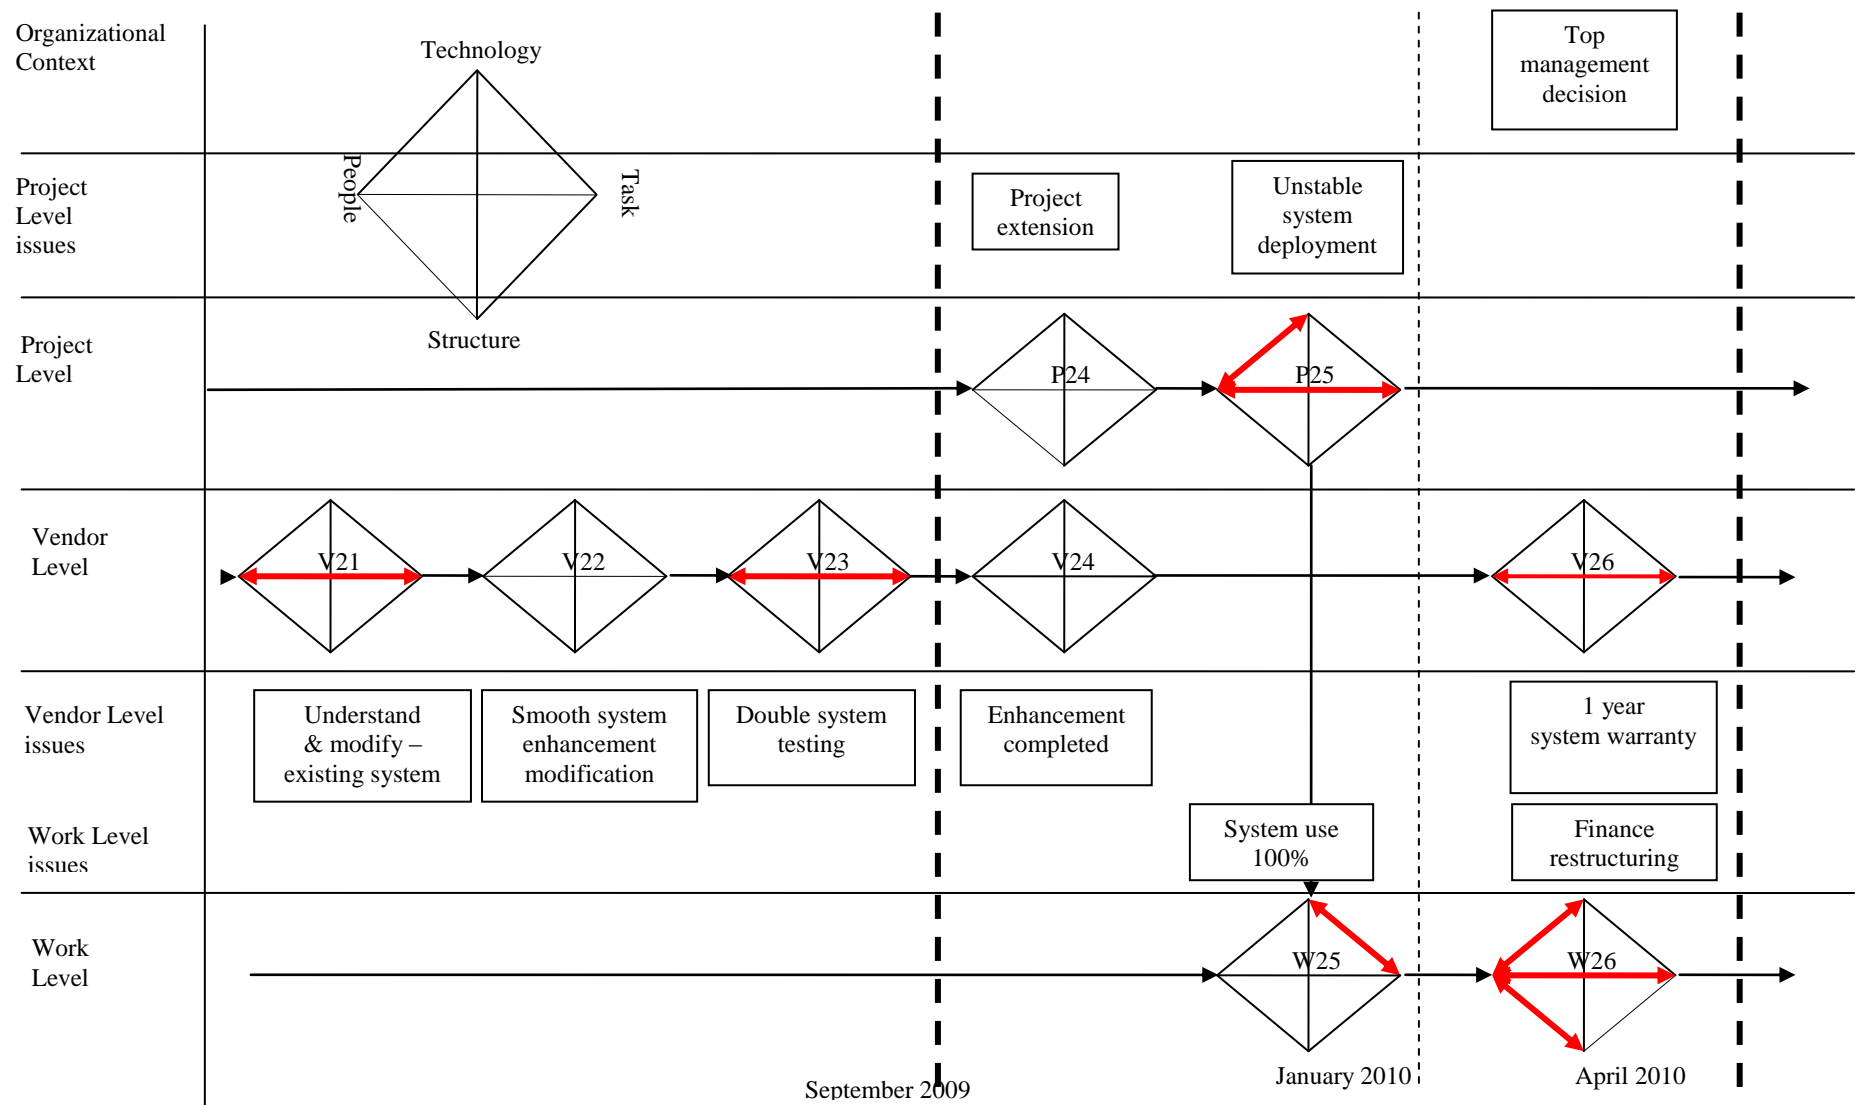 Organizational
Context
Technology
People
Task
Structure
Top
management
decision
Project
Level
issues
Project
extension
Unstable
system
deployment
Project
Level
P24
P25
Vendor
Level
V21
V22
V23
V24
V26
Vendor Level
issues
Understand
& modify –
existing system
Smooth system
enhancement
modification
Double system
testing
Enhancement
completed
1 year
system warranty
Work Level
issues
System use
100%
Finance
restructuring
Work
Level
W25
W26
September 2009
January 2010
April 2010